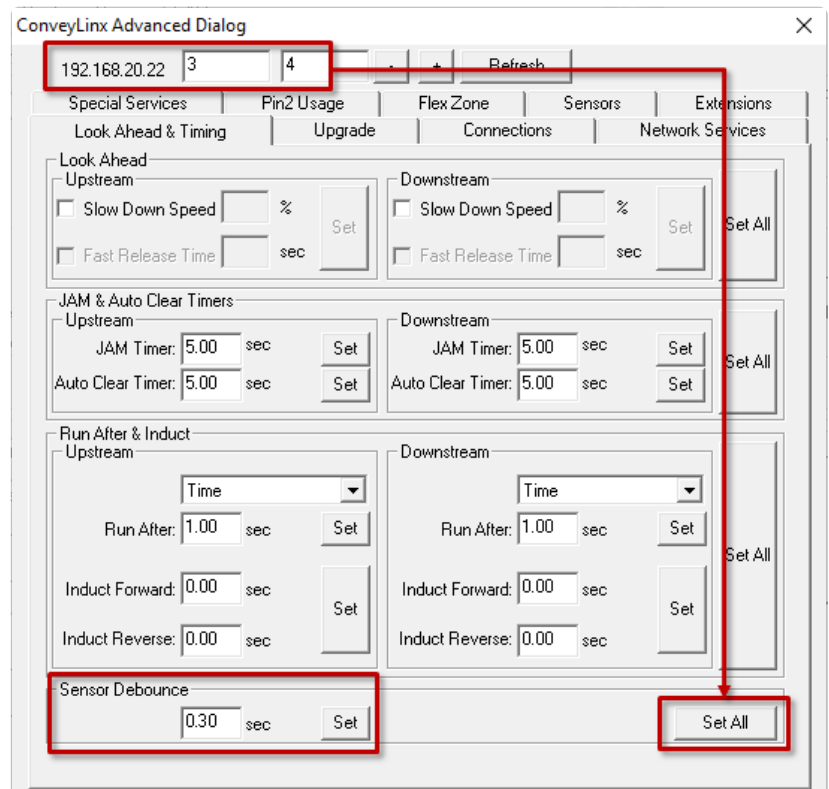 ConveyLinx Advanced Dialog
192.168.20.22 3 4 - + Refresh
Special Services Pin2 Usage Flex Zone Sensors Extensions
Look Ahead & Timing Upgrade Connections Network Services
Look Ahead
Upstream Downstream
Slow Down Speed % Set Slow Down Speed % Set Set All
Fast Release Time sec Fast Release Time sec
JAM & Auto Clear Timers
Upstream Downstream
JAM Timer: 5.00 sec Set JAM Timer: 5.00 sec Set Set All
Auto Clear Timer: 5.00 sec Set Auto Clear Timer: 5.00 sec Set
Run After & Induct
Upstream Downstream
Time Time
Run After: 1.00 sec Set Run After: 1.00 sec Set Set All
Induct Forward: 0.00 sec Set Induct Forward: 0.00 sec Set
Induct Reverse: 0.00 sec Induct Reverse: 0.00 sec
Sensor Debounce
0.30 sec Set Set All